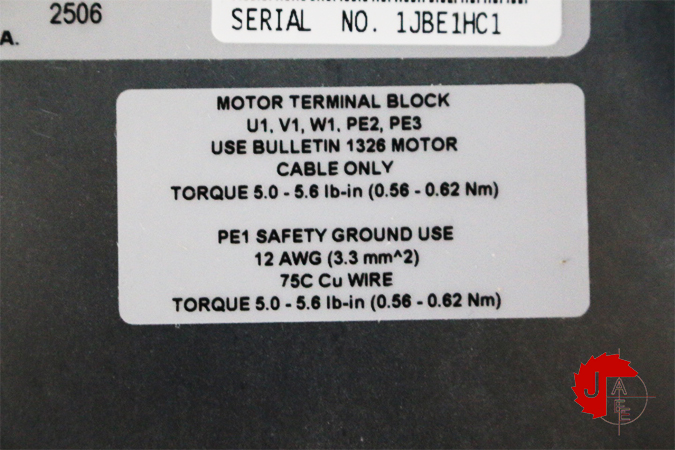 2506
A.
SERIAL NO. 1JBE1HC1
MOTOR TERMINAL BLOCK
U1, V1, W1, PE2, PE3
USE BULLETIN 1326 MOTOR
CABLE ONLY
TORQUE 5.0 - 5.6 lb-in (0.56 - 0.62 Nm)
PE1 SAFETY GROUND USE
12 AWG (3.3 mm^2)
75C Cu WIRE
TORQUE 5.0 - 5.6 lb-in (0.56 - 0.62 Nm)
J
A